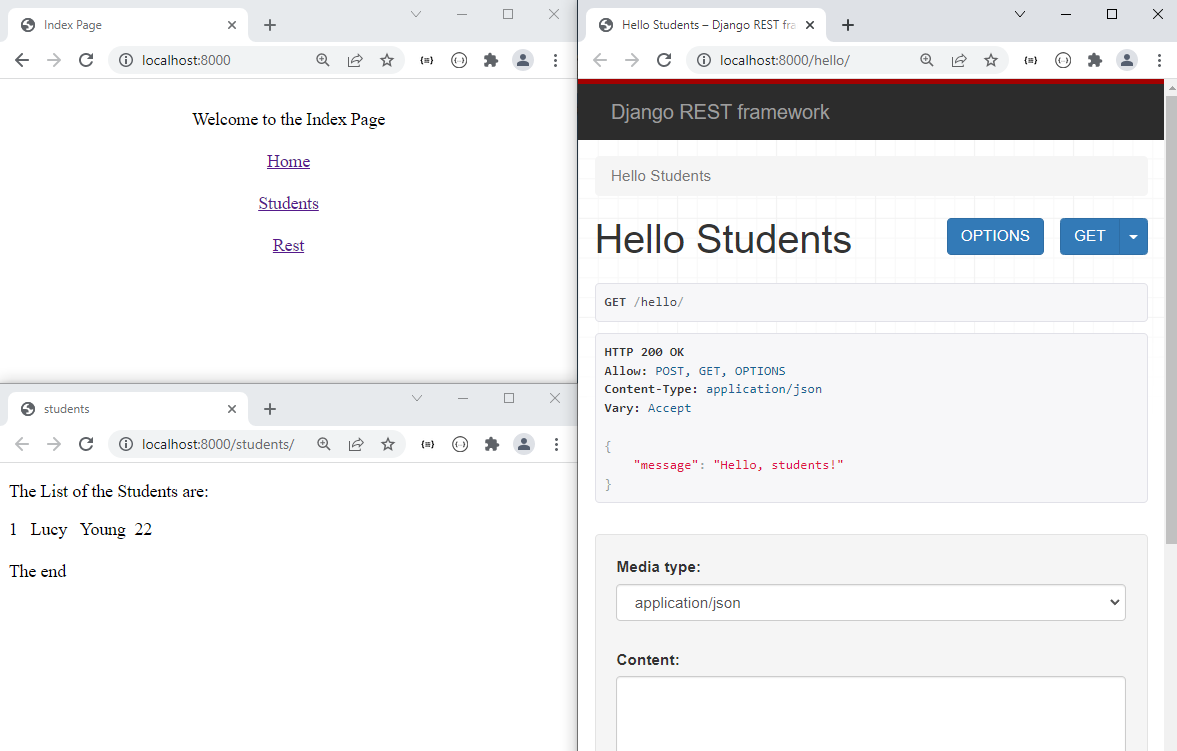 Index Page
localhost:8000
Welcome to the Index Page
Home
Students
Rest
students
localhost:8000/students/
The List of the Students are:
1 Lucy Young 22
The end
Hello Students – Django REST fra
localhost:8000/hello/
Django REST framework
Hello Students
Hello Students
OPTIONS
GET
GET /hello/
HTTP 200 OK
Allow: POST, GET, OPTIONS
Content-Type: application/json
Vary: Accept
{
"message": "Hello, students!"
}
Media type:
application/json
Content: